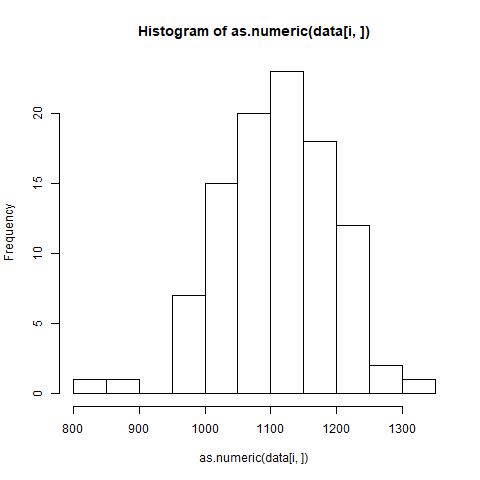 Histogram of as.numeric(data[i, ])
Frequency
20
15
10
5
0
800 900 1000 1100 1200 1300
as.numeric(data[i, ])